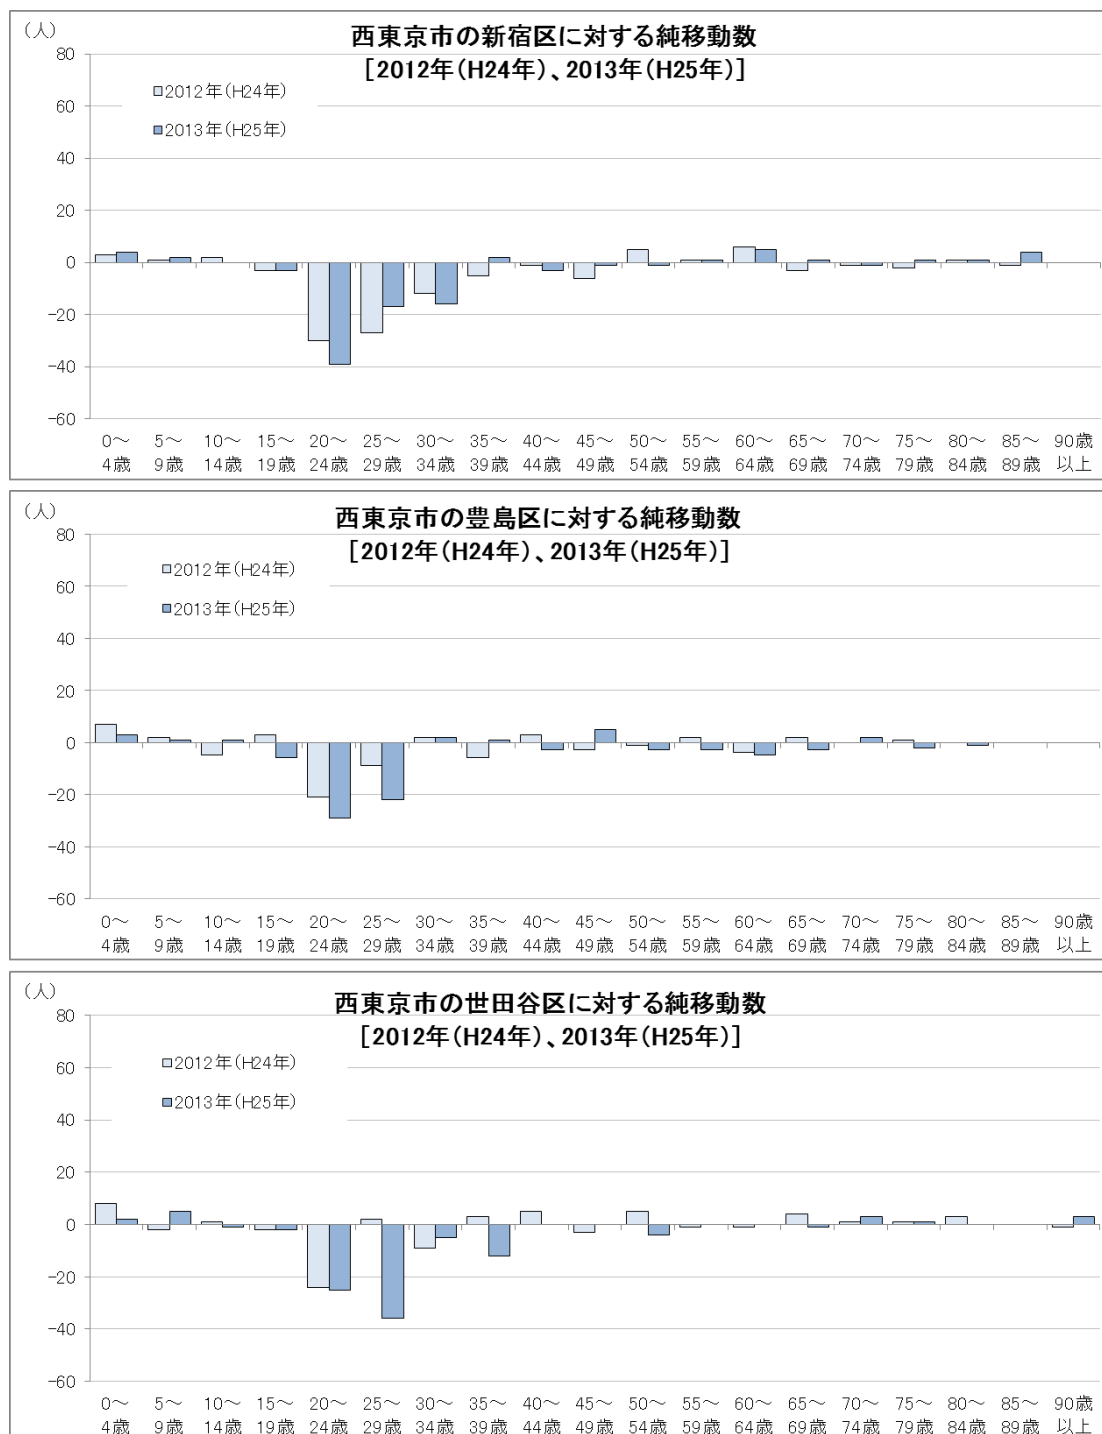 （人）
西東京市の新宿区に対する純移動数
［2012年（H24年）、2013年（H25年）］
2012年（H24年）
2013年（H25年）
80
60
40
20
0
-20
-40
-60
0～ 5～ 10～ 15～ 20～ 25～ 30～ 35～ 40～ 45～ 50～ 55～ 60～ 65～ 70～ 75～ 80～ 85～ 90歳
4歳 9歳 14歳 19歳 24歳 29歳 34歳 39歳 44歳 49歳 54歳 59歳 64歳 69歳 74歳 79歳 84歳 89歳 以上
（人）
西東京市の豊島区に対する純移動数
［2012年（H24年）、2013年（H25年）］
2012年（H24年）
2013年（H25年）
80
60
40
20
0
-20
-40
-60
0～ 5～ 10～ 15～ 20～ 25～ 30～ 35～ 40～ 45～ 50～ 55～ 60～ 65～ 70～ 75～ 80～ 85～ 90歳
4歳 9歳 14歳 19歳 24歳 29歳 34歳 39歳 44歳 49歳 54歳 59歳 64歳 69歳 74歳 79歳 84歳 89歳 以上
（人）
西東京市の世田谷区に対する純移動数
［2012年（H24年）、2013年（H25年）］
2012年（H24年）
2013年（H25年）
80
60
40
20
0
-20
-40
-60
0～ 5～ 10～ 15～ 20～ 25～ 30～ 35～ 40～ 45～ 50～ 55～ 60～ 65～ 70～ 75～ 80～ 85～ 90歳
4歳 9歳 14歳 19歳 24歳 29歳 34歳 39歳 44歳 49歳 54歳 59歳 64歳 69歳 74歳 79歳 84歳 89歳 以上